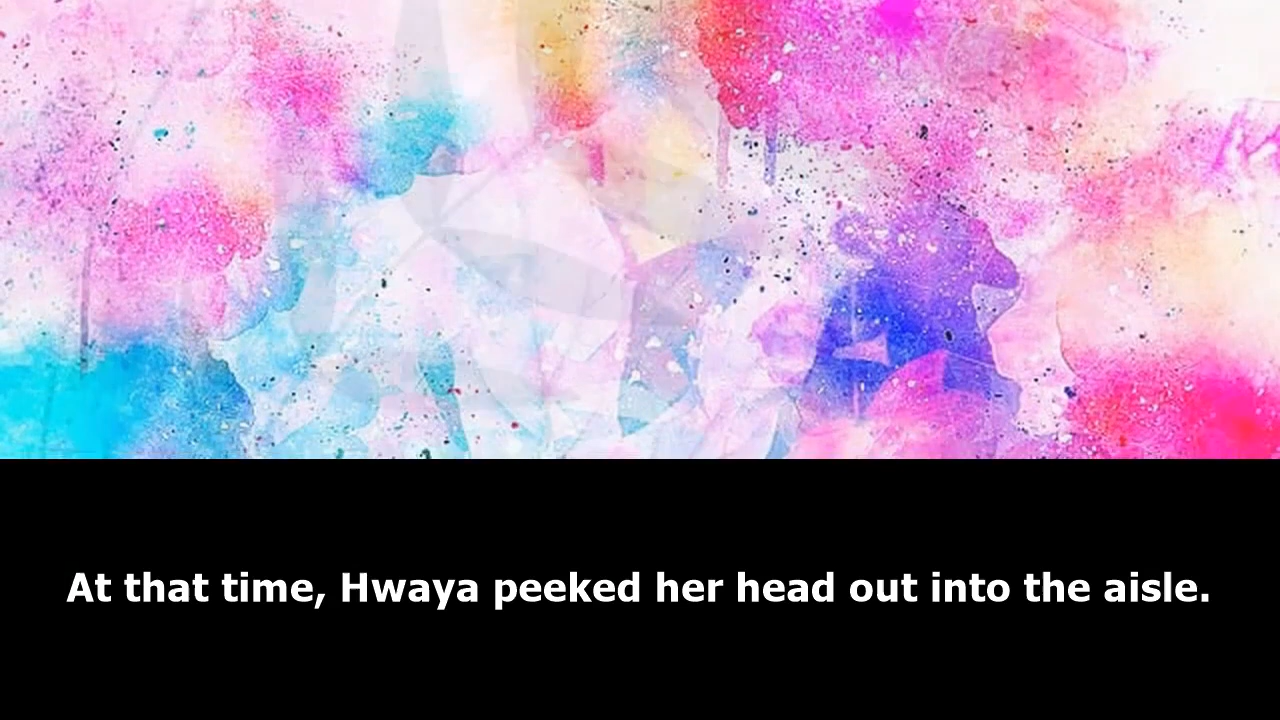 At that time, Hwaya peeked her head out into the aisle.